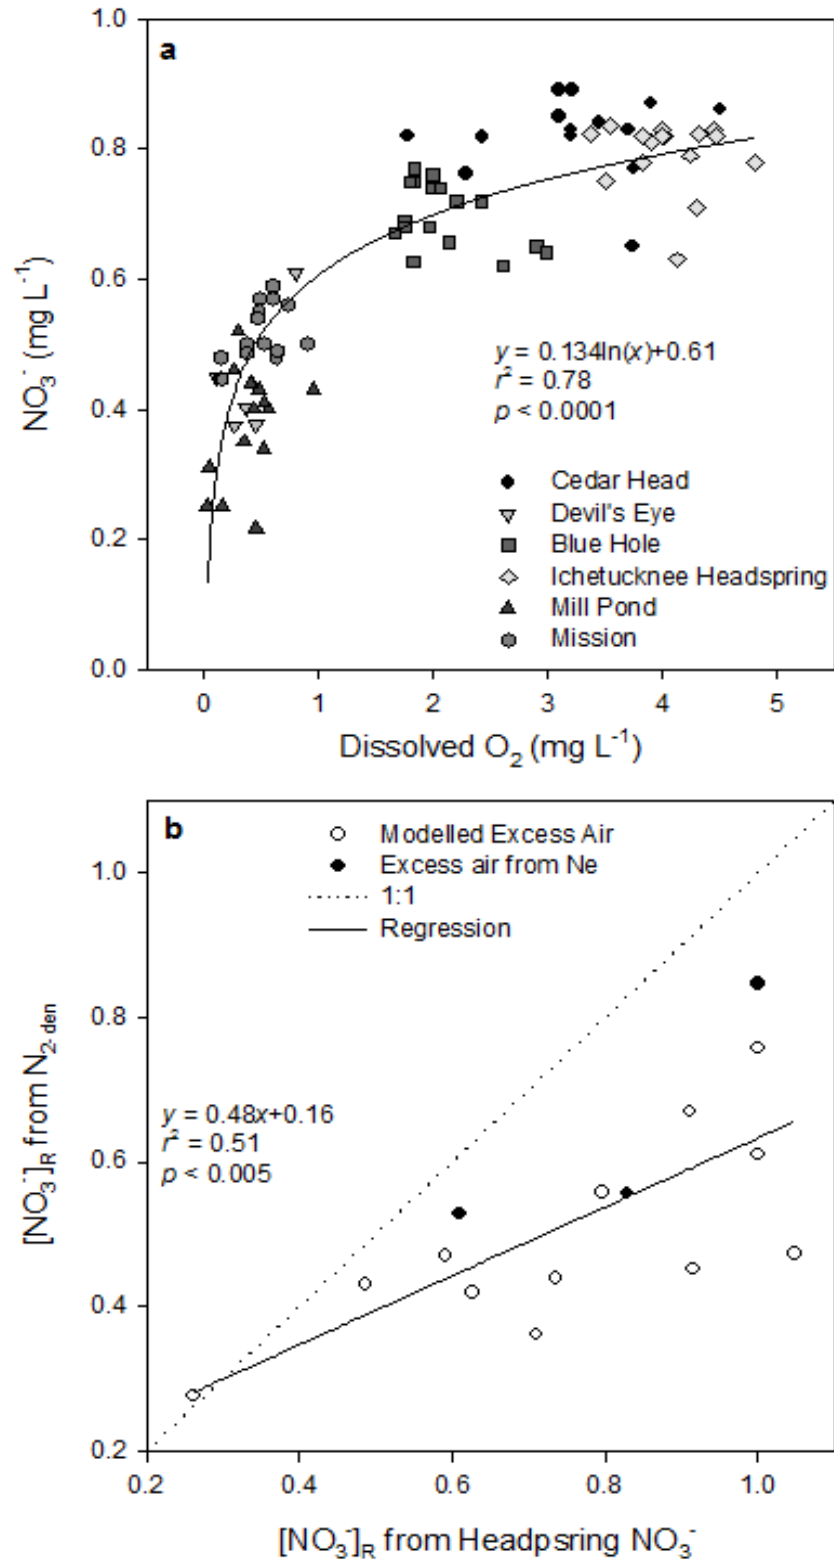 a
1.0
0.8
0.6
0.4
0.2
0.0
NO₃⁻ (mg L⁻¹)
y = 0.134ln(x)+0.61
r² = 0.78
p < 0.0001
Cedar Head
Devil's Eye
Blue Hole
Ichetucknee Headspring
Mill Pond
Mission
0 1 2 3 4 5
Dissolved O₂ (mg L⁻¹)
b
Modelled Excess Air
Excess air from Ne
1:1
Regression
1.0
0.8
0.6
0.4
0.2
[NO₃⁻]R from N₂₋den
y = 0.48x+0.16
r² = 0.51
p < 0.005
0.2 0.4 0.6 0.8 1.0
[NO₃⁻]R from Headpsring NO₃⁻